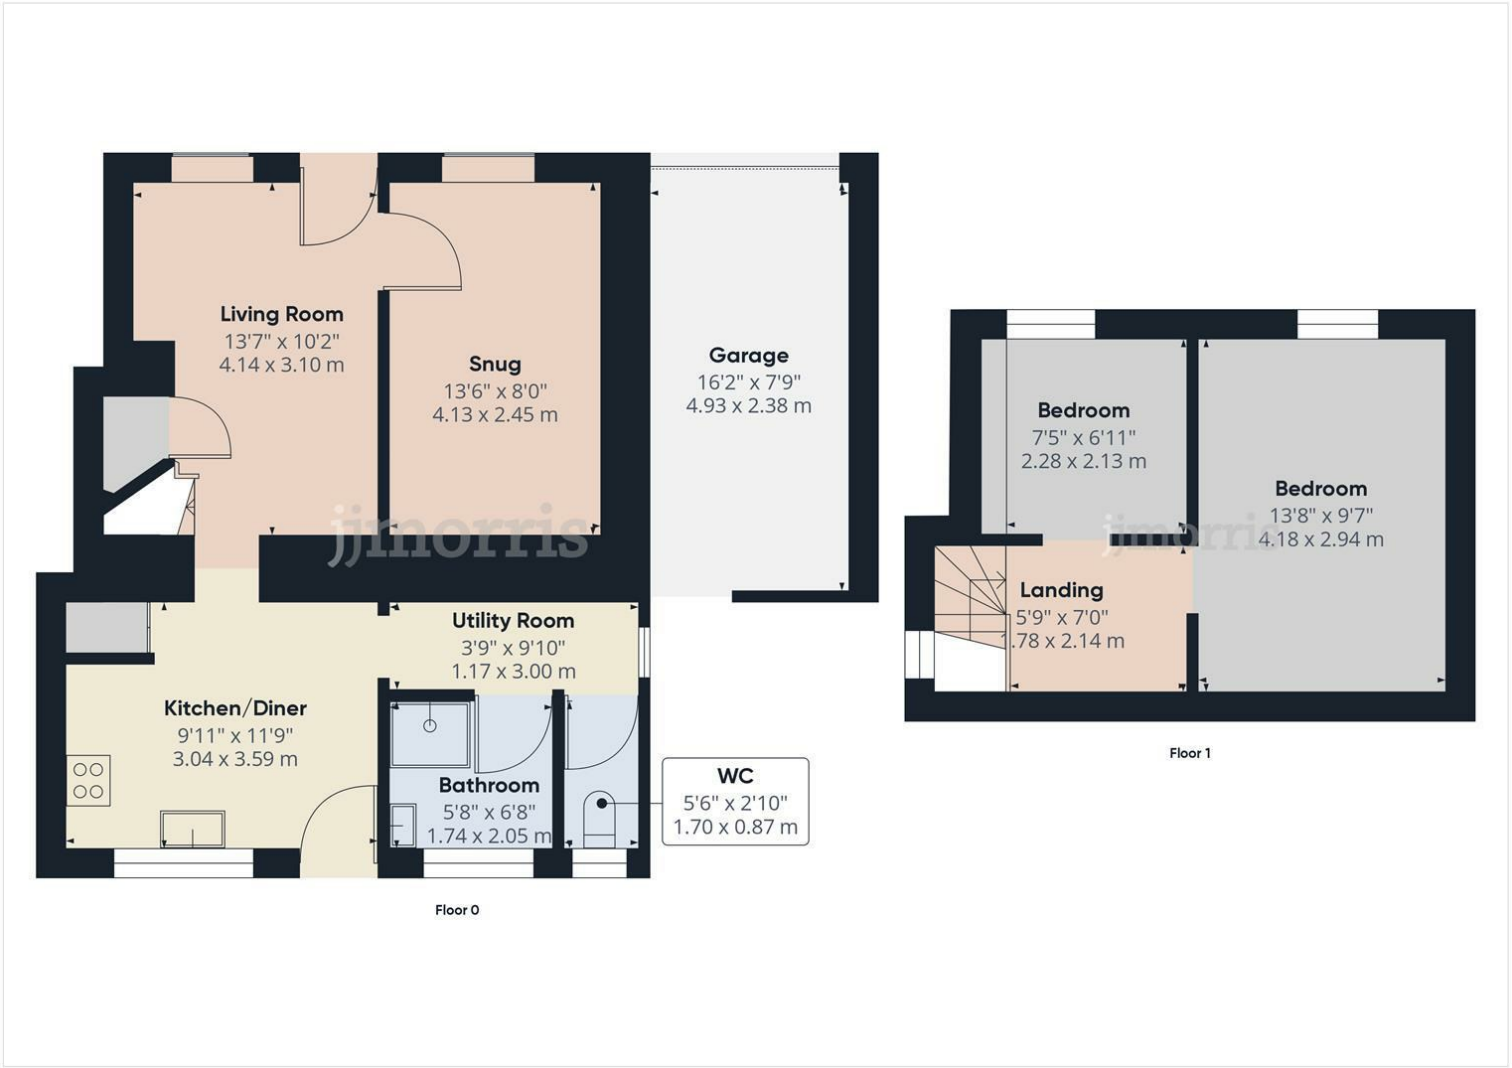 Living Room
13'7" x 10'2"
4.14 x 3.10 m
Snug
13'6" x 8'0"
4.13 x 2.45 m
Garage
16'2" x 7'9"
4.93 x 2.38 m
jjmorris
Utility Room
3'9" x 9'10"
1.17 x 3.00 m
Kitchen/Diner
9'11" x 11'9"
3.04 x 3.59 m
Bathroom
5'8" x 6'8"
1.74 x 2.05 m
WC
5'6" x 2'10"
1.70 x 0.87 m
Floor 0
Bedroom
7'5" x 6'11"
2.28 x 2.13 m
Bedroom
13'8" x 9'7"
4.18 x 2.94 m
jjmorris
Landing
5'9" x 7'0"
.78 x 2.14 m
Floor 1